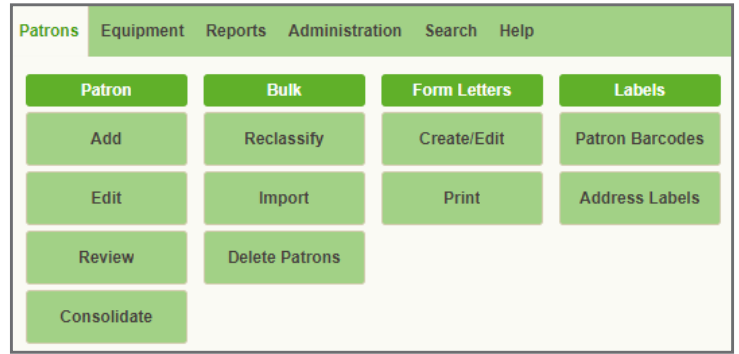 Patrons Equipment Reports Administration Search Help
Patron Bulk Form Letters Labels
Add Reclassify Create/Edit Patron Barcodes
Edit Import Print Address Labels
Review Delete Patrons
Consolidate